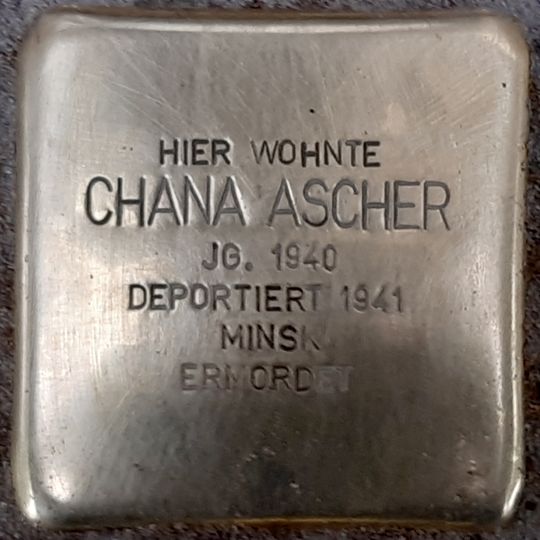 HIER WOHNTE
CHANA ASCHER
JG. 1940
DEPORTIERT 1941
MINSK
ERMORDET